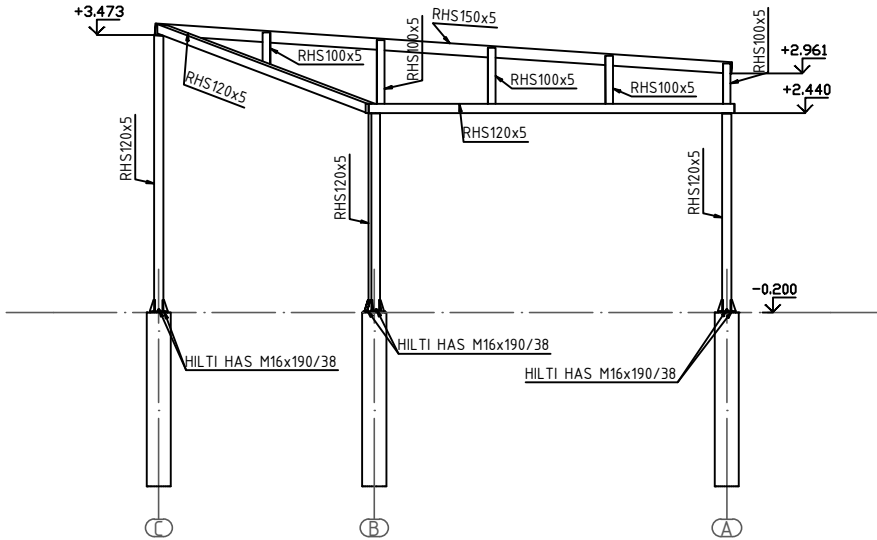 +3.473
RHS150x5
RHS100x5
RHS100x5
RHS100x5
+2.961
RHS120x5
RHS100x5
RHS100x5
+2.440
RHS120x5
RHS120x5
RHS120x5
RHS120x5
-0.200
HILTI HAS M16x190/38
HILTI HAS M16x190/38
HILTI HAS M16x190/38
C
B
A